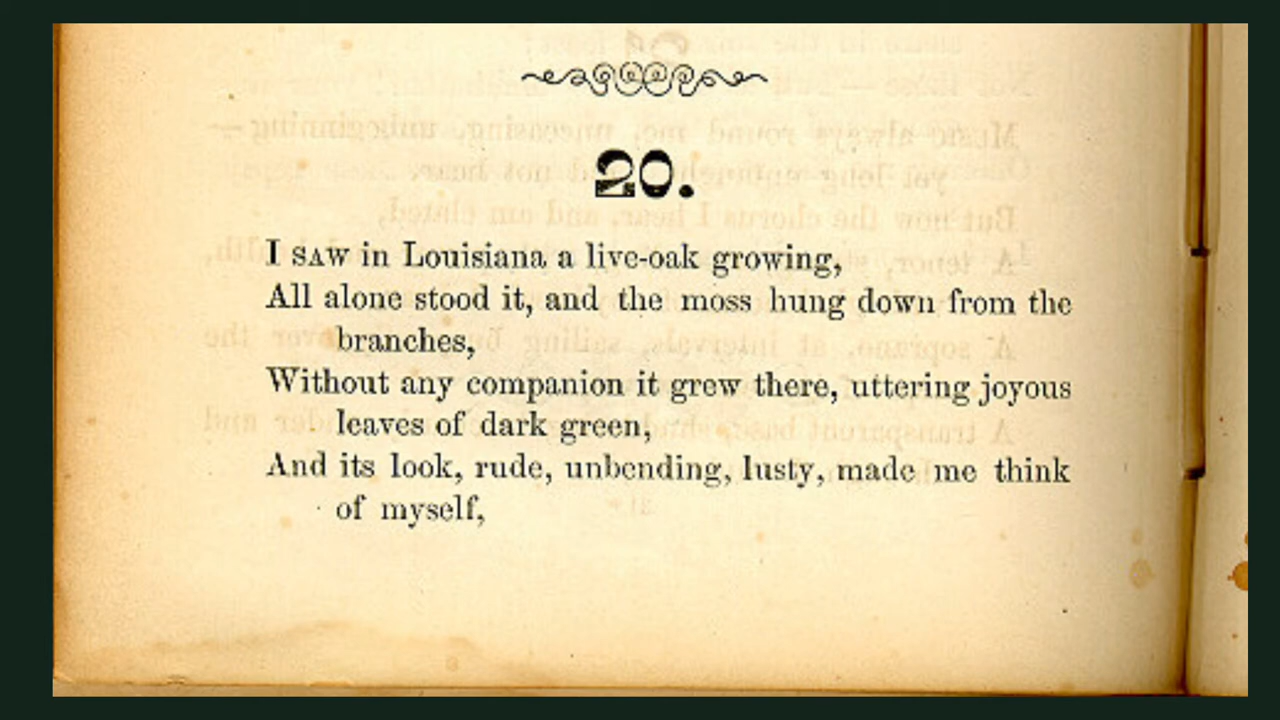 20.
I SAW in Louisiana a live-oak growing,
All alone stood it, and the moss hung down from the
branches,
Without any companion it grew there, uttering joyous
leaves of dark green,
And its look, rude, unbending, lusty, made me think
of myself,